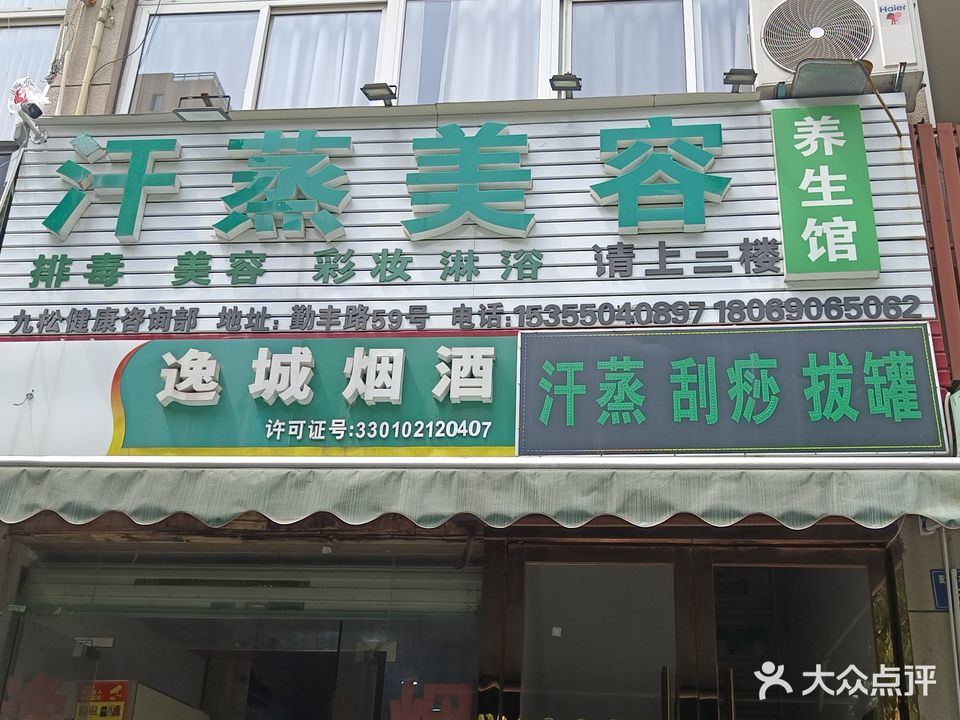 Haier
汗蒸美容
养生馆
排毒 美容 彩妆 淋浴 请上二楼
九松健康咨询部 地址:勤丰路59号 电话:15355040897 18069065062
逸城烟酒
许可证号:330102120407
汗蒸 刮痧 拔罐
大众点评